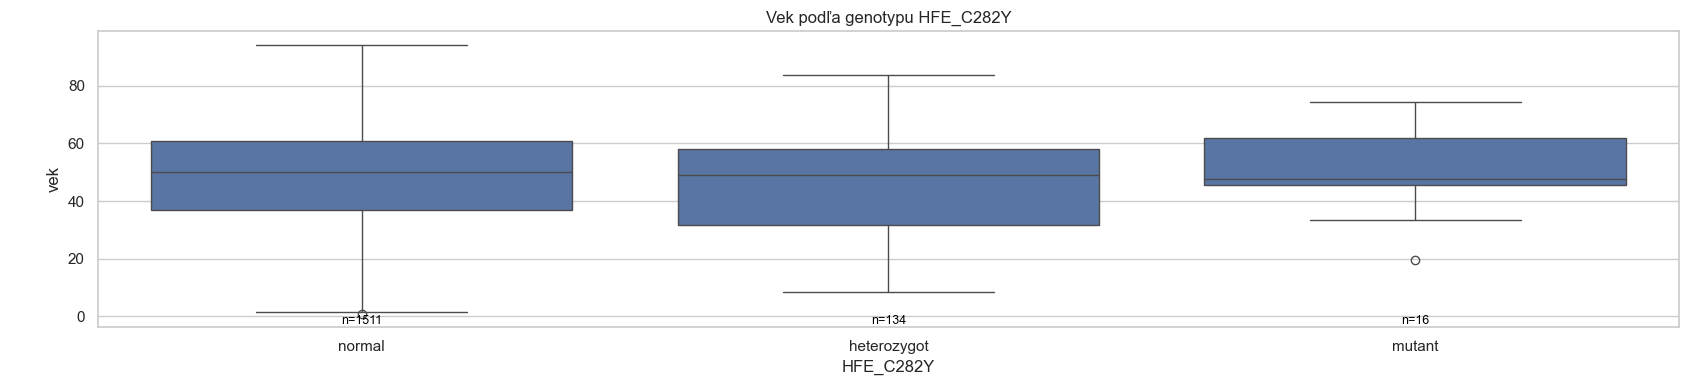 Vek podľa genotypu HFE_C282Y
vek
80
60
40
20
0
n=1511
n=134
n=16
normal
heterozygot
mutant
HFE_C282Y